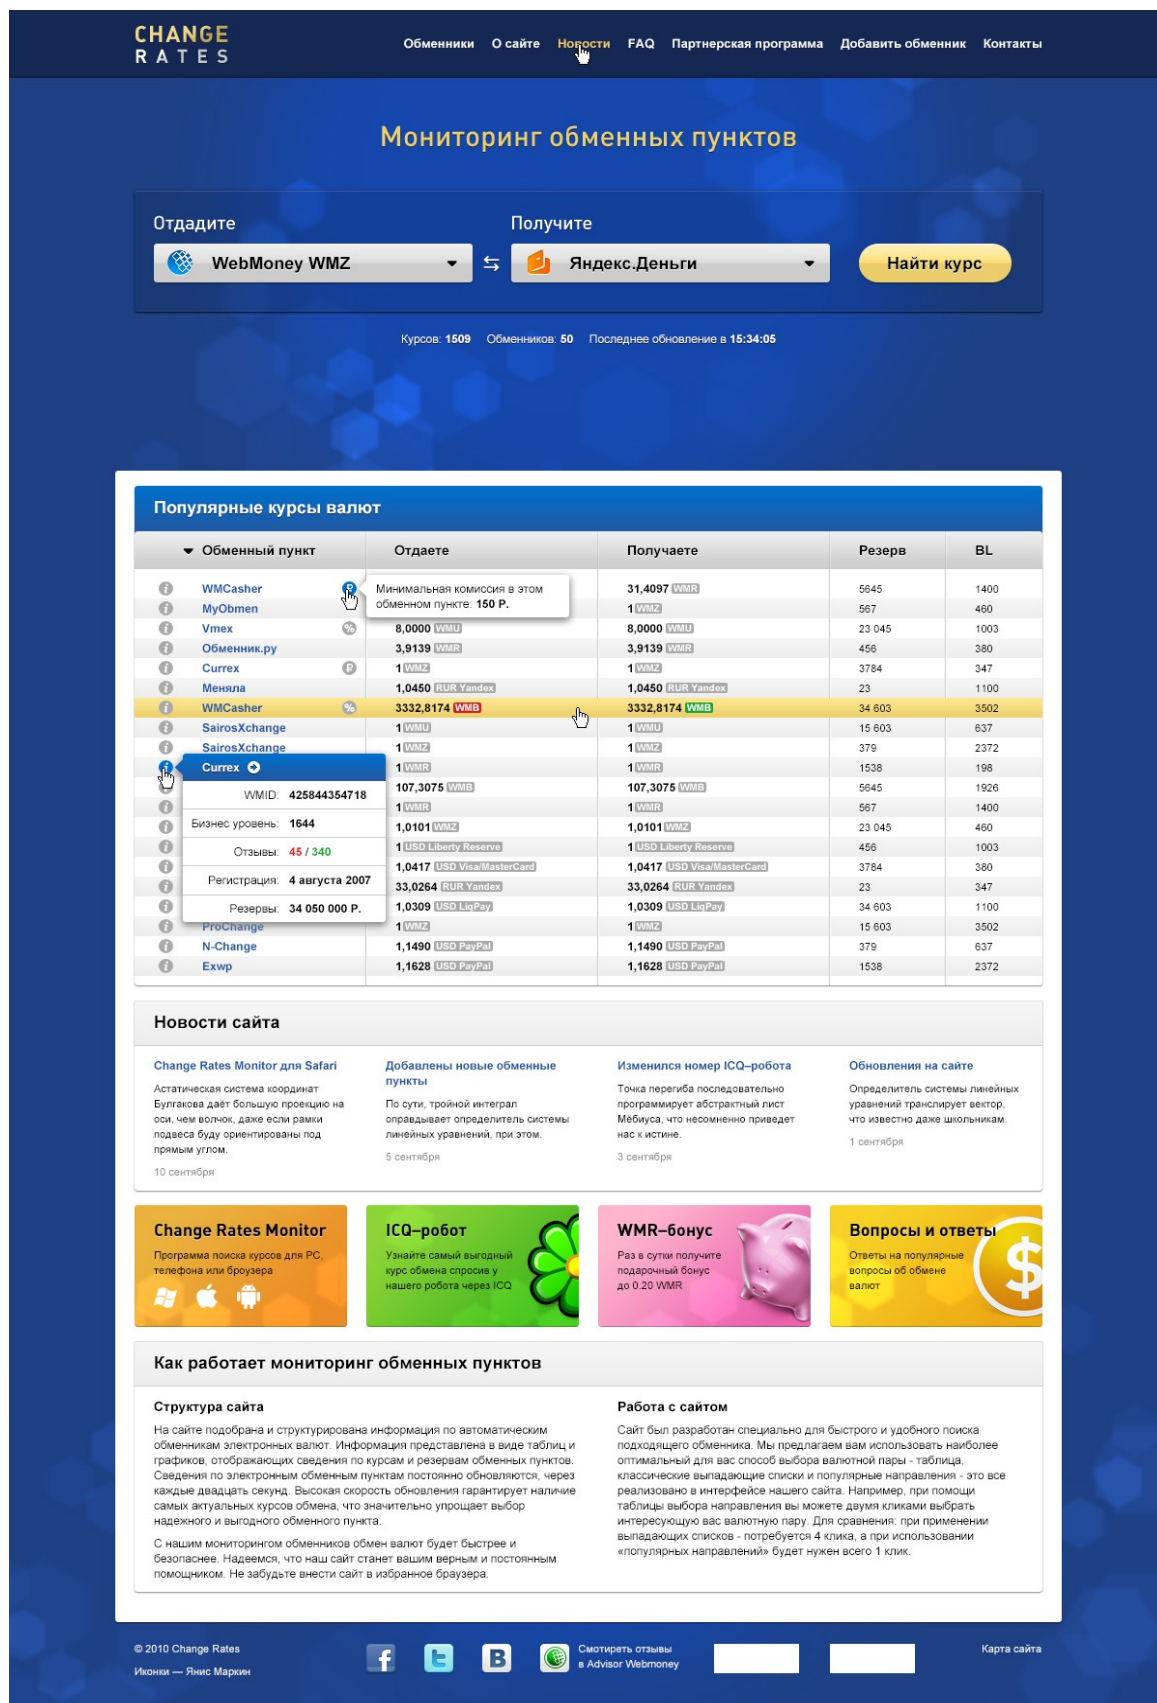 CHANGE
RATES
Обменники О сайте Новости FAQ Партнерская программа Добавить обменник Контакты
Мониторинг обменных пунктов
Отдадите Получите
WebMoney WMZ Яндекс.Деньги Найти курс
Курсов: 1509 Обменников: 50 Последнее обновление в 15:34:05
Популярные курсы валют
Обменный пункт Отдаете Получаете Резерв BL
WMCasher 31,4097 WMR 5645 1400
Минимальная комиссия в этом
обменном пункте: 150 Р.
MyObmen 1 WMZ 567 460
Vmex % 8,0000 WMU 8,0000 WMU 23 045 1003
Обменник.ру 3,9139 WMR 3,9139 WMR 456 380
Currex 1 WMZ 1 WMZ 3784 347
Меняла 1,0450 RUR Yandex 1,0450 RUR Yandex 23 1100
WMCasher % 3332,8174 WMB 3332,8174 WMB 34 603 3502
SairosXchange 1 WMU 1 WMU 15 603 637
SairosXchange 1 WMZ 1 WMZ 379 2372
Currex 1 WMR 1 WMR 1538 198
107,3075 WMB 107,3075 WMB 5645 1926
1 WMR 1 WMR 567 1400
1,0101 WMZ 1,0101 WMZ 23 045 460
1 USD Liberty Reserve 1 USD Liberty Reserve 456 1003
1,0417 USD Visa/MasterCard 1,0417 USD Visa/MasterCard 3784 380
33,0264 RUR Yandex 33,0264 RUR Yandex 23 347
1,0309 USD LiqPay 1,0309 USD LiqPay 34 603 1100
WMID: 425844354718
Бизнес уровень: 1644
Отзывы: 45 / 340
Регистрация: 4 августа 2007
Резервы: 34 050 000 Р.
ProChange 1 WMZ 1 WMZ 15 603 3502
N-Change 1,1490 USD PayPal 1,1490 USD PayPal 379 637
Exwp 1,1628 USD PayPal 1,1628 USD PayPal 1538 2372
Новости сайта
Change Rates Monitor для Safari
Астатическая система координат
Булгакова даёт большую проекцию на
оси, чем волчок, даже если рамки
подвеса буду ориентированы под
прямым углом.
10 сентября
Добавлены новые обменные
пункты
По сути, тройной интеграл
оправдывает определитель системы
линейных уравнений, при этом.
5 сентября
Изменился номер ICQ–робота
Точка перегиба последовательно
программирует абстрактный лист
Мёбиуса, что несомненно приведет
нас к истине.
3 сентября
Обновления на сайте
Определитель системы линейных
уравнений транслирует вектор,
что известно даже школьникам.
1 сентября
Change Rates Monitor
Программа поиска курсов для PC,
телефона или броузера
ICQ–робот
Узнайте самый выгодный
курс обмена спросив у
нашего робота через ICQ
WMR–бонус
Раз в сутки получите
подарочный бонус
до 0.20 WMR
Вопросы и ответы
Ответы на популярные
вопросы об обмене
валют
$
Как работает мониторинг обменных пунктов
Структура сайта
На сайте подобрана и структурирована информация по автоматическим
обменникам электронных валют. Информация представлена в виде таблиц и
графиков, отображающих сведения по курсам и резервам обменных пунктов.
Сведения по электронным обменным пунктам постоянно обновляются, через
каждые двадцать секунд. Высокая скорость обновления гарантирует наличие
самых актуальных курсов обмена, что значительно упрощает выбор
надежного и выгодного обменного пункта.
С нашим мониторингом обменников обмен валют будет быстрее и
безопаснее. Надеемся, что наш сайт станет вашим верным и постоянным
помощником. Не забудьте внести сайт в избранное браузера.
Работа с сайтом
Сайт был разработан специально для быстрого и удобного поиска
подходящего обменника. Мы предлагаем вам использовать наиболее
оптимальный для вас способ выбора валютной пары - таблица,
классические выпадающие списки и популярные направления - это все
реализовано в интерфейсе нашего сайта. Например, при помощи
таблицы выбора направления вы можете двумя кликами выбрать
интересующую вас валютную пару. Для сравнения: при применении
выпадающих списков - потребуется 4 клика, а при использовании
«популярных направлений» будет нужен всего 1 клик.
© 2010 Change Rates
Иконки — Янис Маркин
f t B
Смотиреть отзывы
в Advisor Webmoney
Карта сайта